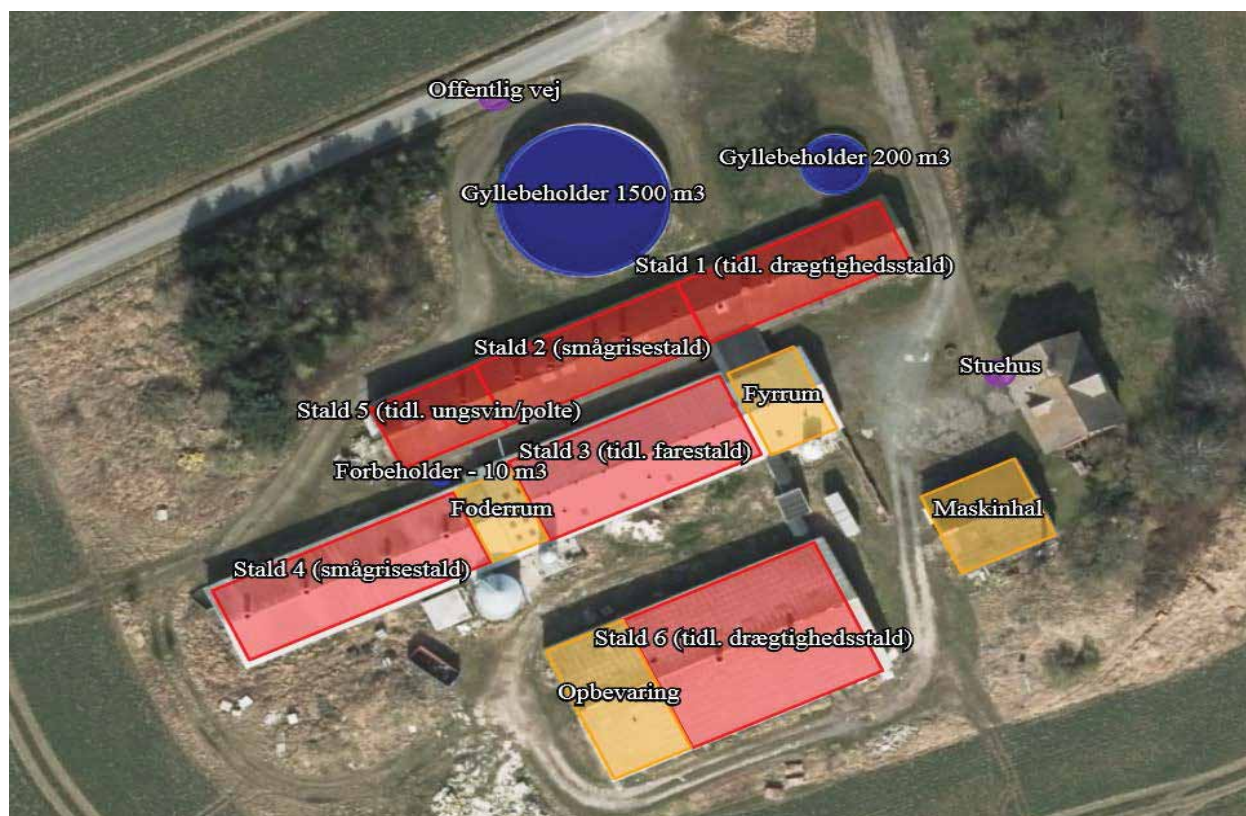 Offentlig vej
Gyllebeholder 200 m3
Gyllebeholder 1500 m3
Stald 1 (tidl. drægtighedsstald)
Stald 2 (smågrisestald)
Stuehus
Fyrrum
Stald 5 (tidl. ungsvin/polte)
Stald 3 (tidl. farestald)
Forbeholder - 10 m3
Foderrum
Maskinhal
Stald 4 (smågrisestald)
Stald 6 (tidl. drægtighedsstald)
Opbevaring